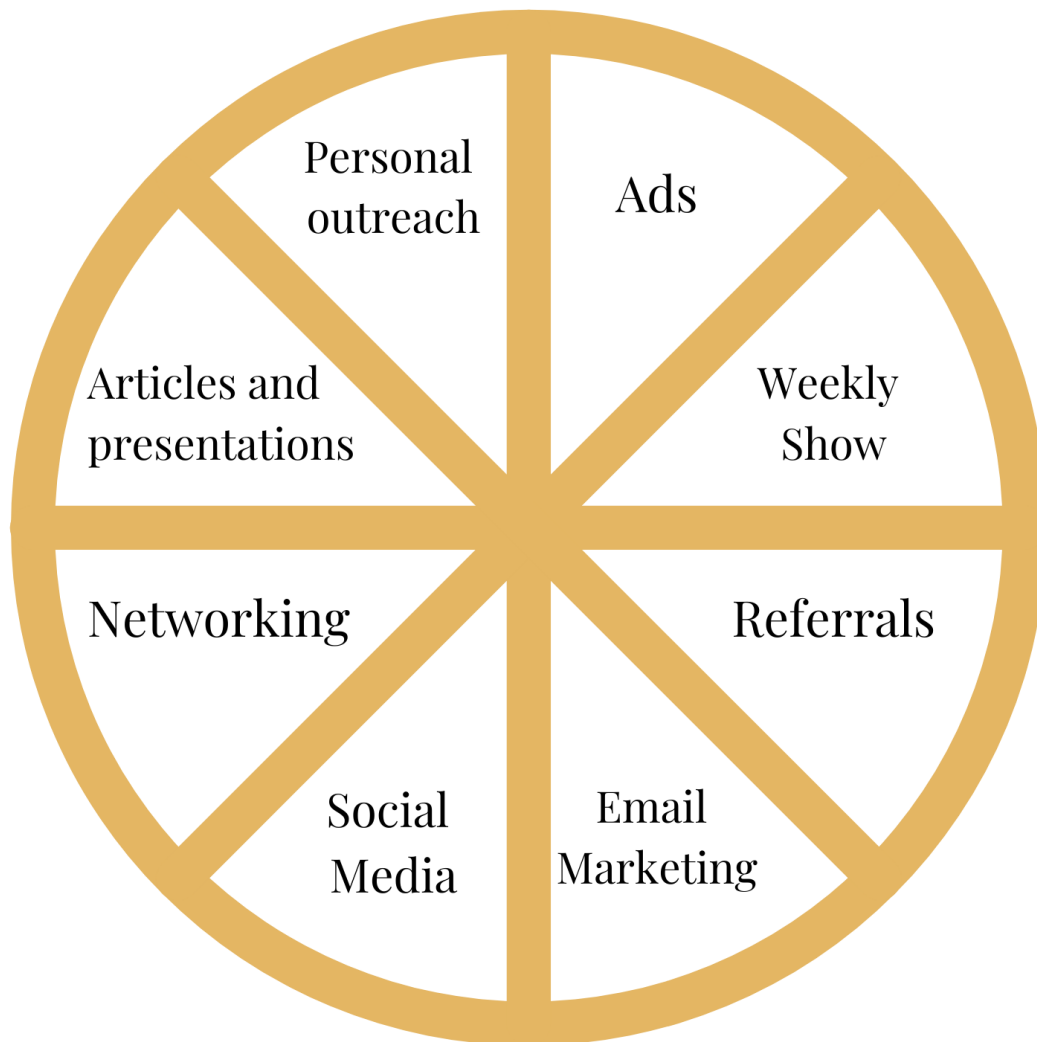 Personal
outreach
Ads
Articles and
presentations
Weekly
Show
Networking
Referrals
Social
Media
Email
Marketing